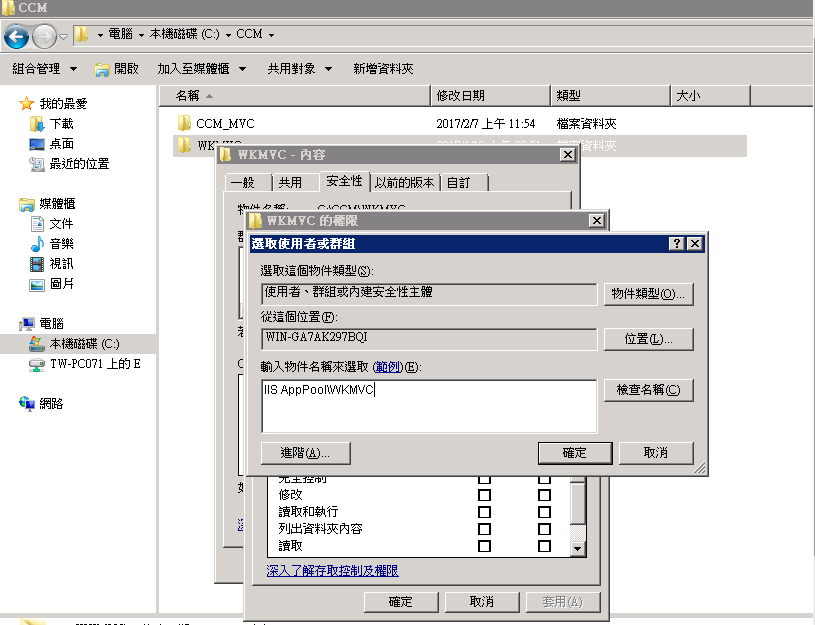 CCM
電腦 本機磁碟 (C:) CCM
組合管理 開啟 加入至媒體櫃 共用對象 新增資料夾
我的最愛
下載
桌面
最近的位置
媒體櫃
文件
音樂
視訊
圖片
電腦
本機磁碟 (C:)
TW-PC071 上的 E
網路
名稱 修改日期 類型 大小
CCM_MVC 2017/2/7 上午 11:54 檔案資料夾
WKMVC
WKMVC - 內容
一般 共用 安全性 以前的版本 自訂
物件名稱: C:\CCM\WKMVC
WKMVC 的權限
選取使用者或群組
選取這個物件類型(S):
使用者、群組或內建安全性主體 物件類型(O)...
從這個位置(F):
WIN-GA7AK297BQI 位置(L)...
輸入物件名稱來選取 (範例)(E):
IIS AppPool\WKMVC 檢查名稱(C)
進階(A)... 確定 取消
完全控制
修改
讀取和執行
列出資料夾內容
讀取
深入了解存取控制及權限
確定 取消 套用(A)